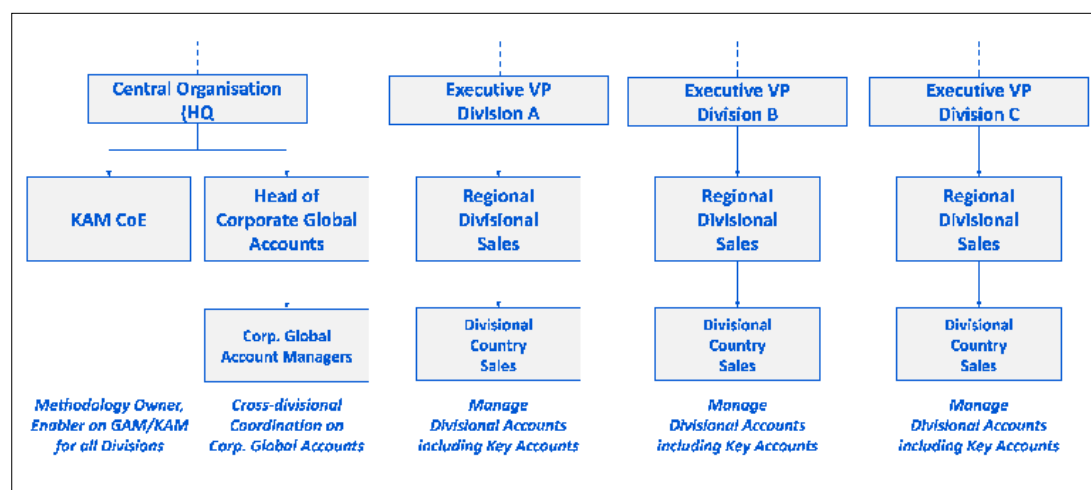 Central Organisation
(HQ
Executive VP
Division A
Executive VP
Division B
Executive VP
Division C
KAM CoE
Head of
Corporate Global
Accounts
Regional
Divisional
Sales
Regional
Divisional
Sales
Regional
Divisional
Sales
Corp. Global
Account Managers
Divisional
Country
Sales
Divisional
Country
Sales
Divisional
Country
Sales
Methodology Owner,
Enabler on GAM/KAM
for all Divisions
Cross-divisional
Coordination on
Corp. Global Accounts
Manage
Divisional Accounts
including Key Accounts
Manage
Divisional Accounts
including Key Accounts
Manage
Divisional Accounts
including Key Accounts